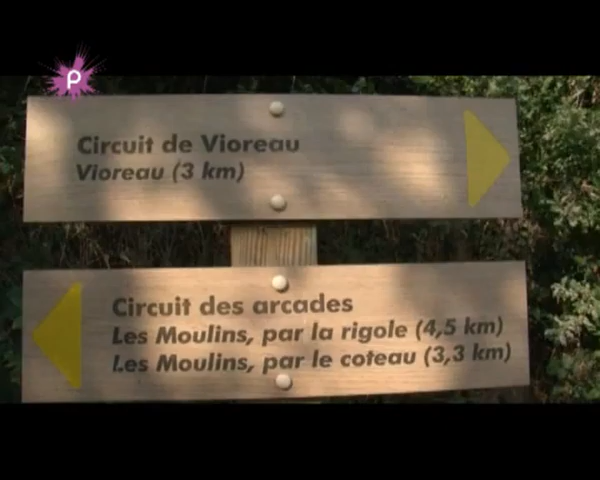 P
Circuit de Vioreau
Vioreau (3 km)
Circuit des arcades
Les Moulins, par la rigole (4,5 km)
Les Moulins, par le coteau (3,3 km)